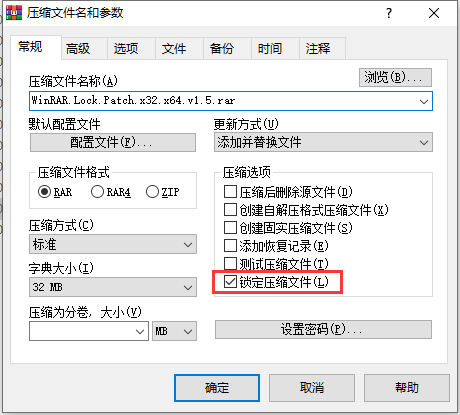 压缩文件名和参数
常规 高级 选项 文件 备份 时间 注释
压缩文件名称(A)
浏览(B)...
WinRAR.Lock.Patch.x32.x64.v1.5.rar
默认配置文件
更新方式(U)
配置文件(F)...
添加并替换文件
压缩文件格式
压缩选项
RAR RAR4 ZIP
压缩后删除源文件(D)
创建自解压格式压缩文件(X)
压缩方式(C)
创建固实压缩文件(S)
标准
添加恢复记录(E)
字典大小(I)
测试压缩文件(T)
32 MB
锁定压缩文件(L)
压缩为分卷, 大小(V)
MB
设置密码(P)...
确定 取消 帮助